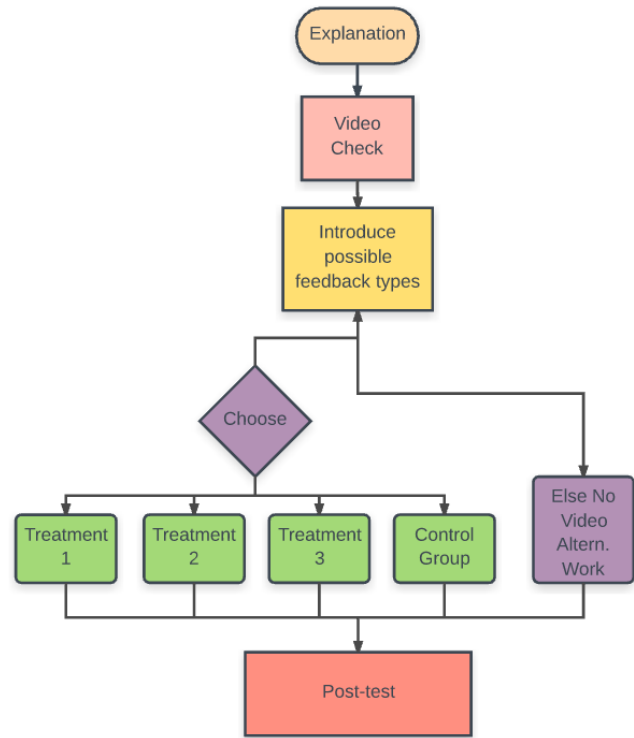 Explanation
Video
Check
Introduce
possible
feedback types
Choose
Treatment
1
Treatment
2
Treatment
3
Control
Group
Else No
Video
Altern.
Work
Post-test